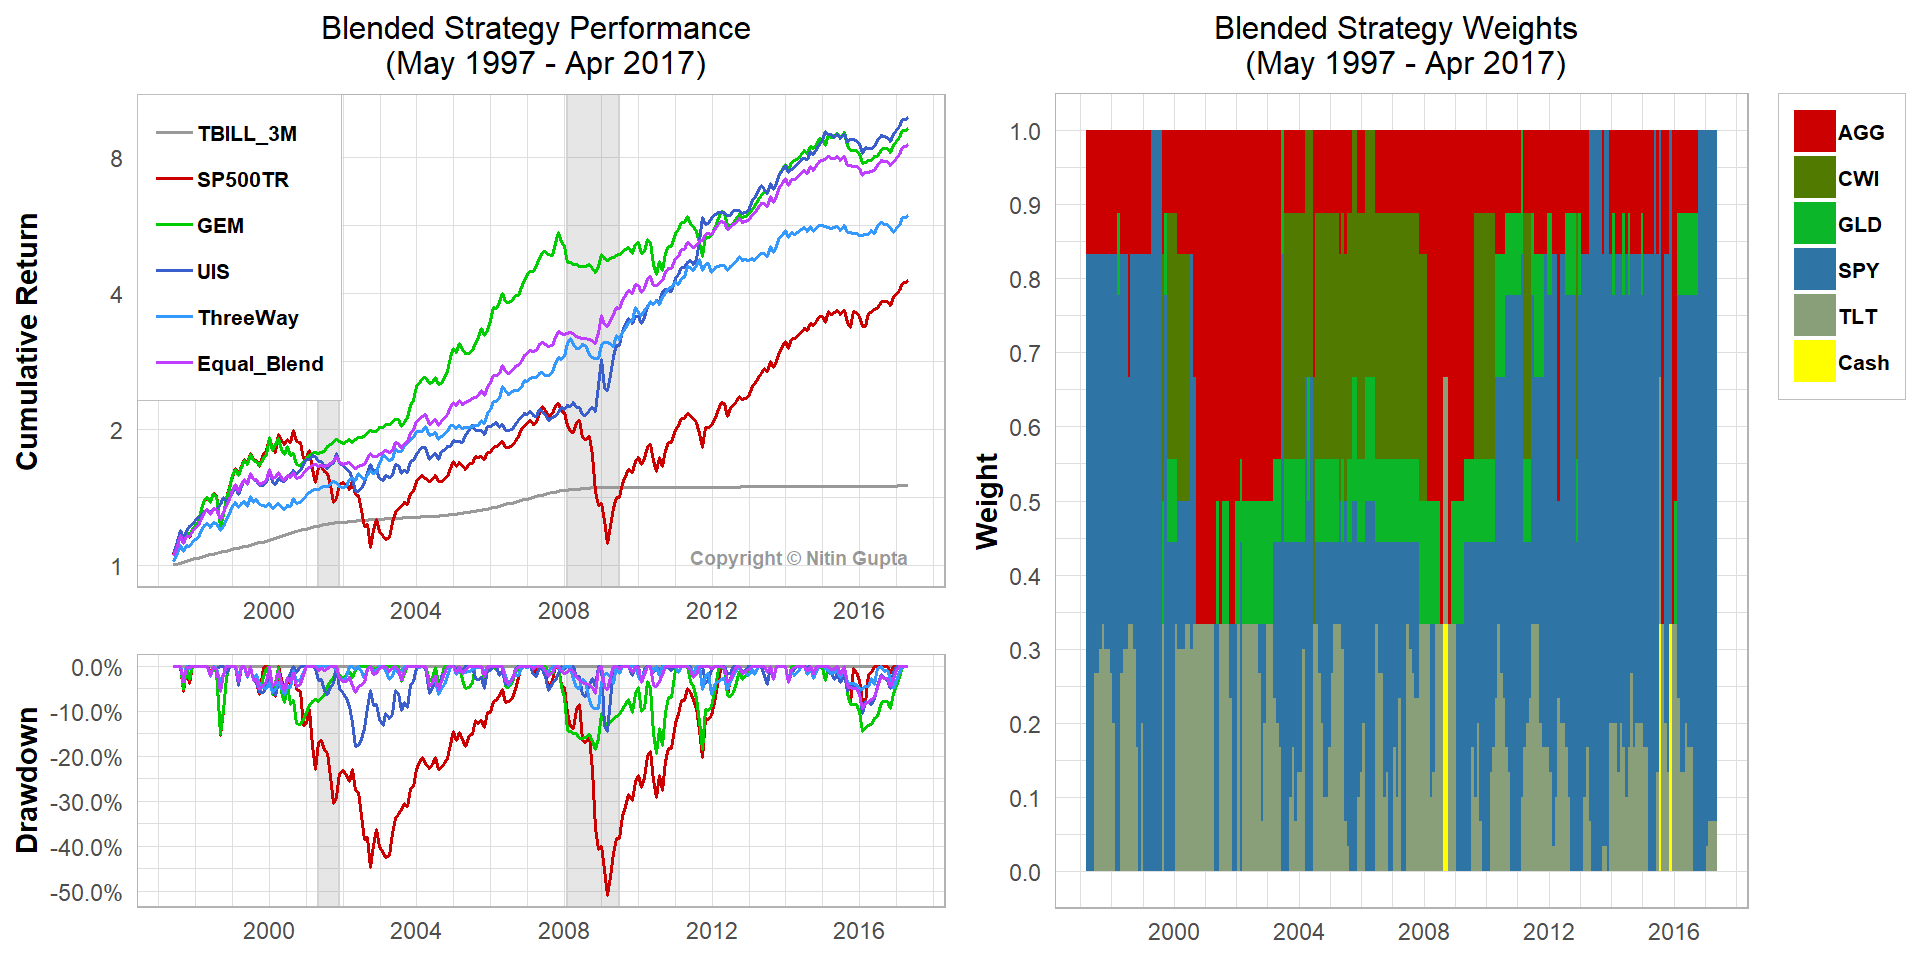 Blended Strategy Performance
(May 1997 - Apr 2017)
Cumulative Return
8
4
2
1
TBILL_3M
SP500TR
GEM
UIS
ThreeWay
Equal_Blend
Copyright © Nitin Gupta
2000 2004 2008 2012 2016
Drawdown
0.0%
-10.0%
-20.0%
-30.0%
-40.0%
-50.0%
2000 2004 2008 2012 2016
Blended Strategy Weights
(May 1997 - Apr 2017)
Weight
1.0
0.9
0.8
0.7
0.6
0.5
0.4
0.3
0.2
0.1
0.0
2000 2004 2008 2012 2016
AGG
CWI
GLD
SPY
TLT
Cash